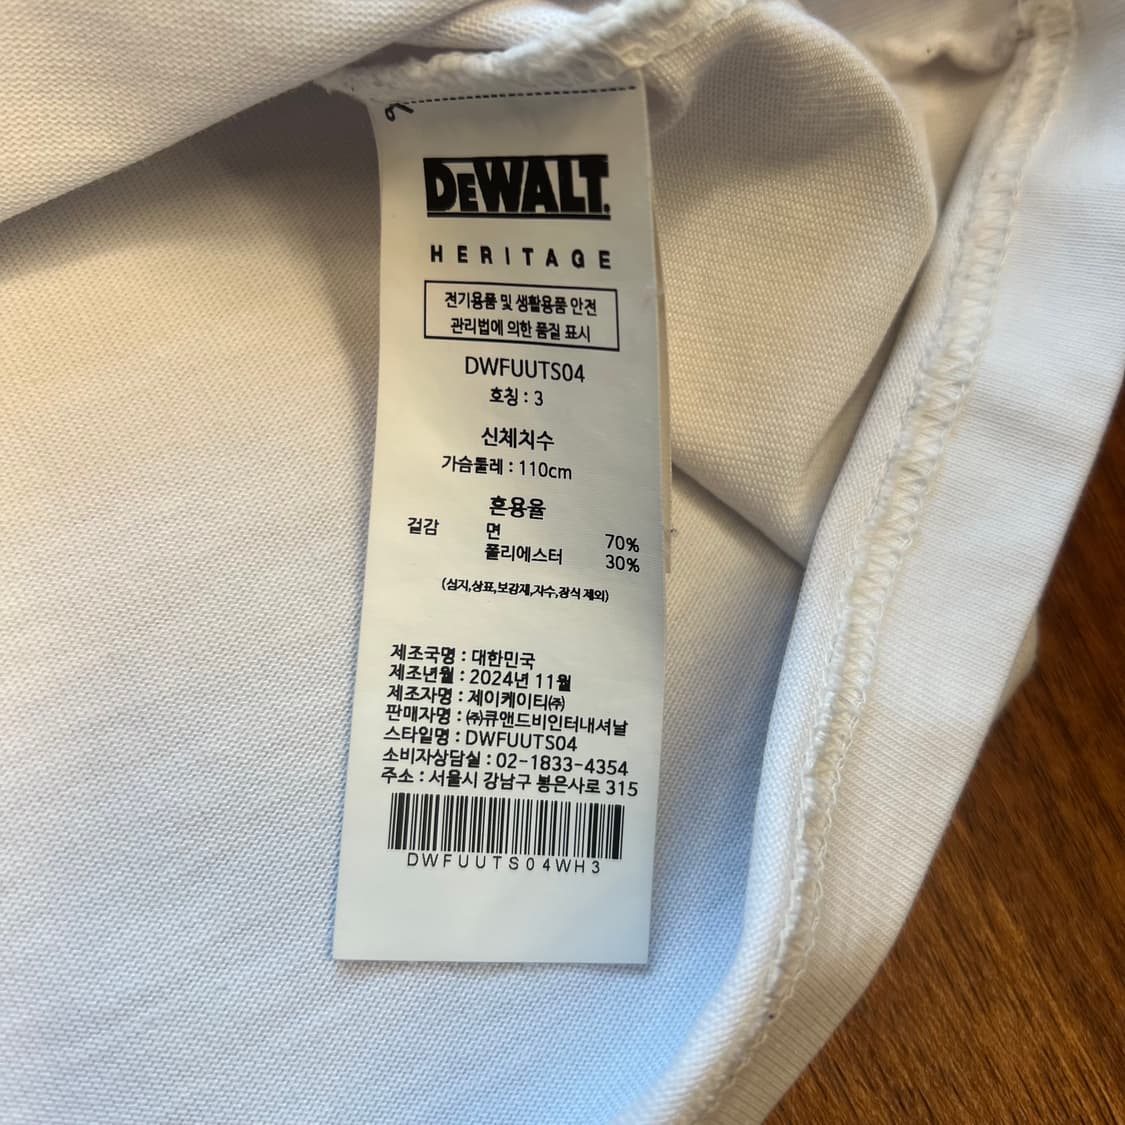 DEWALT.
HERITAGE
전기용품 및 생활용품 안전
관리법에 의한 품질 표시
DWFUUTS04
호칭 : 3
신체치수
가슴둘레 : 110cm
혼용율
겉감 면 70%
폴리에스터 30%
(심지,상표,보강재,자수,장식 제외)
제조국명 : 대한민국
제조년월 : 2024년 11월
제조자명 : 제이케이티㈜
판매자명 : ㈜큐앤드비인터내셔날
스타일명 : DWFUUTS04
소비자상담실 : 02-1833-4354
주소 : 서울시 강남구 봉은사로 315
DWFUUTS04WH3